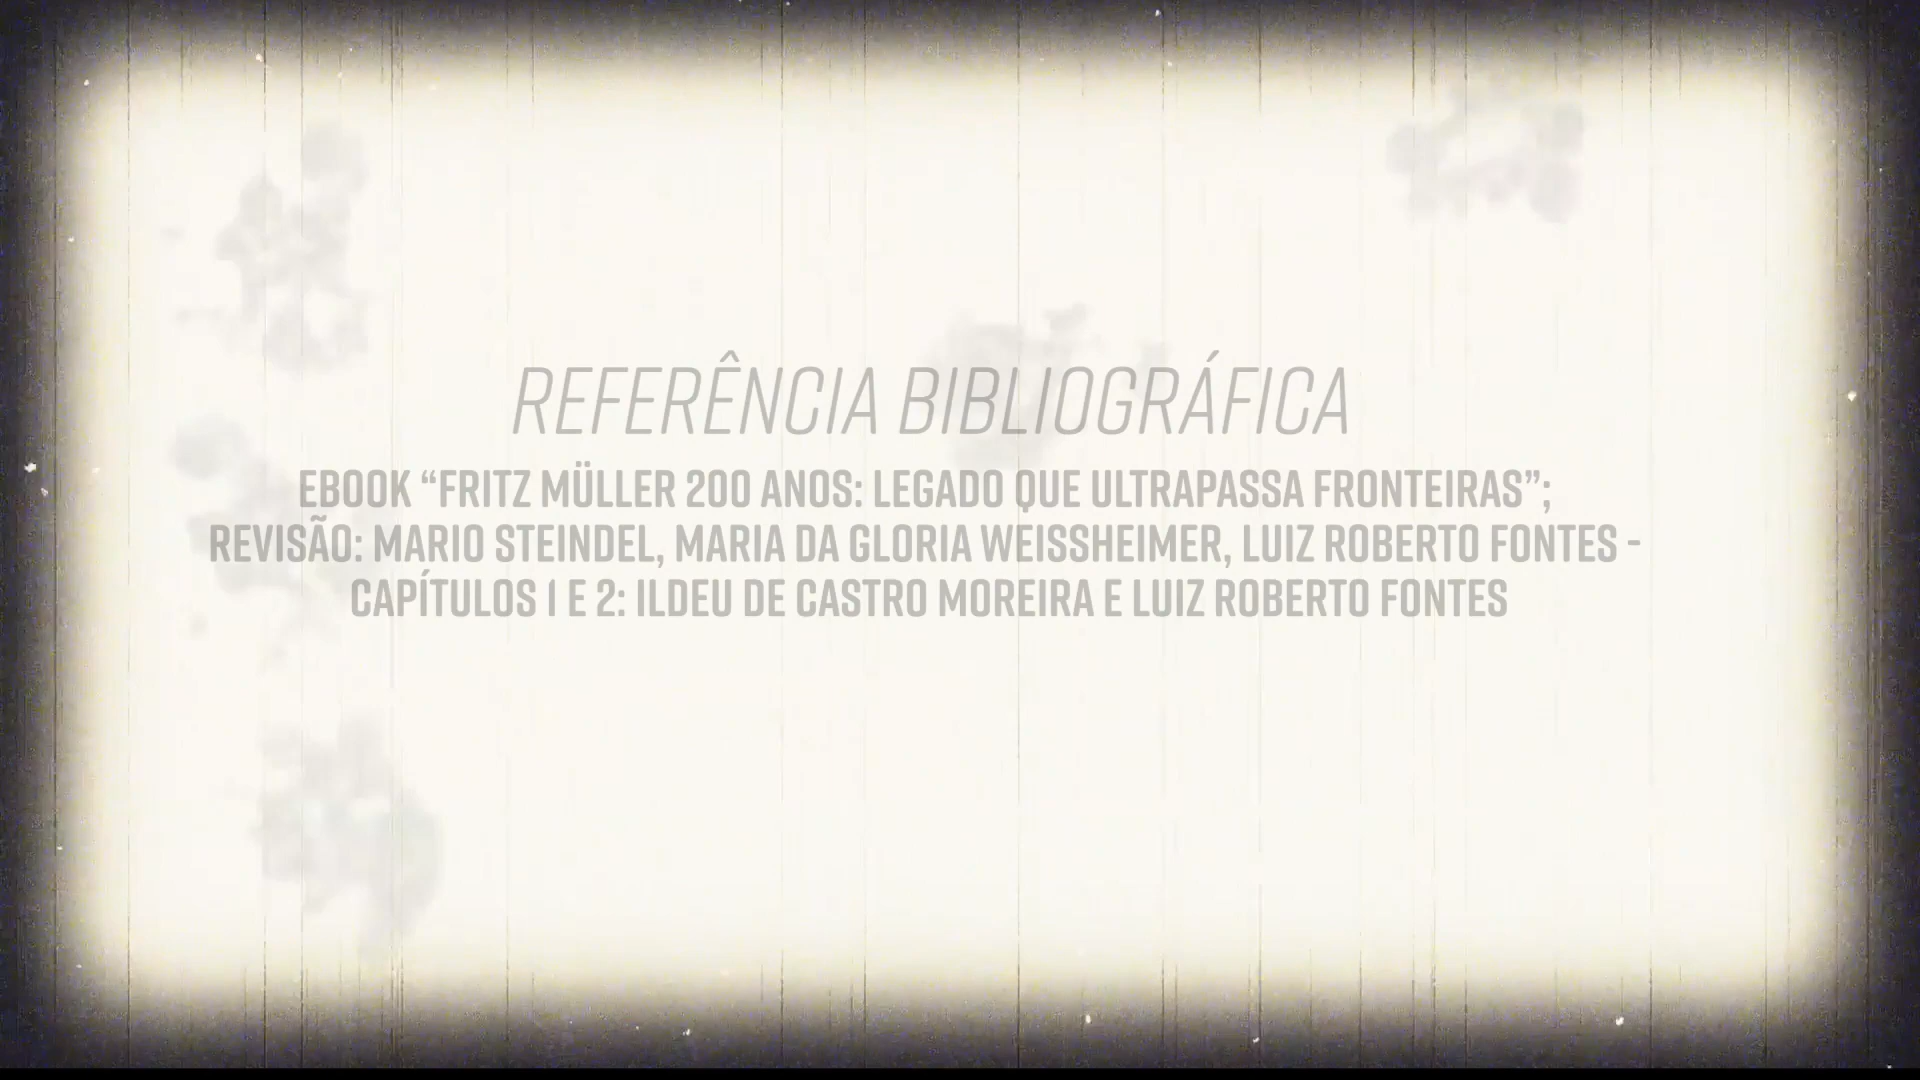 REFERÊNCIA BIBLIOGRÁFICA
EBOOK “FRITZ MÜLLER 200 ANOS: LEGADO QUE ULTRAPASSA FRONTEIRAS”;
REVISÃO: MARIO STEINDEL, MARIA DA GLORIA WEISSHEIMER, LUIZ ROBERTO FONTES -
CAPÍTULOS 1 E 2: ILDEU DE CASTRO MOREIRA E LUIZ ROBERTO FONTES